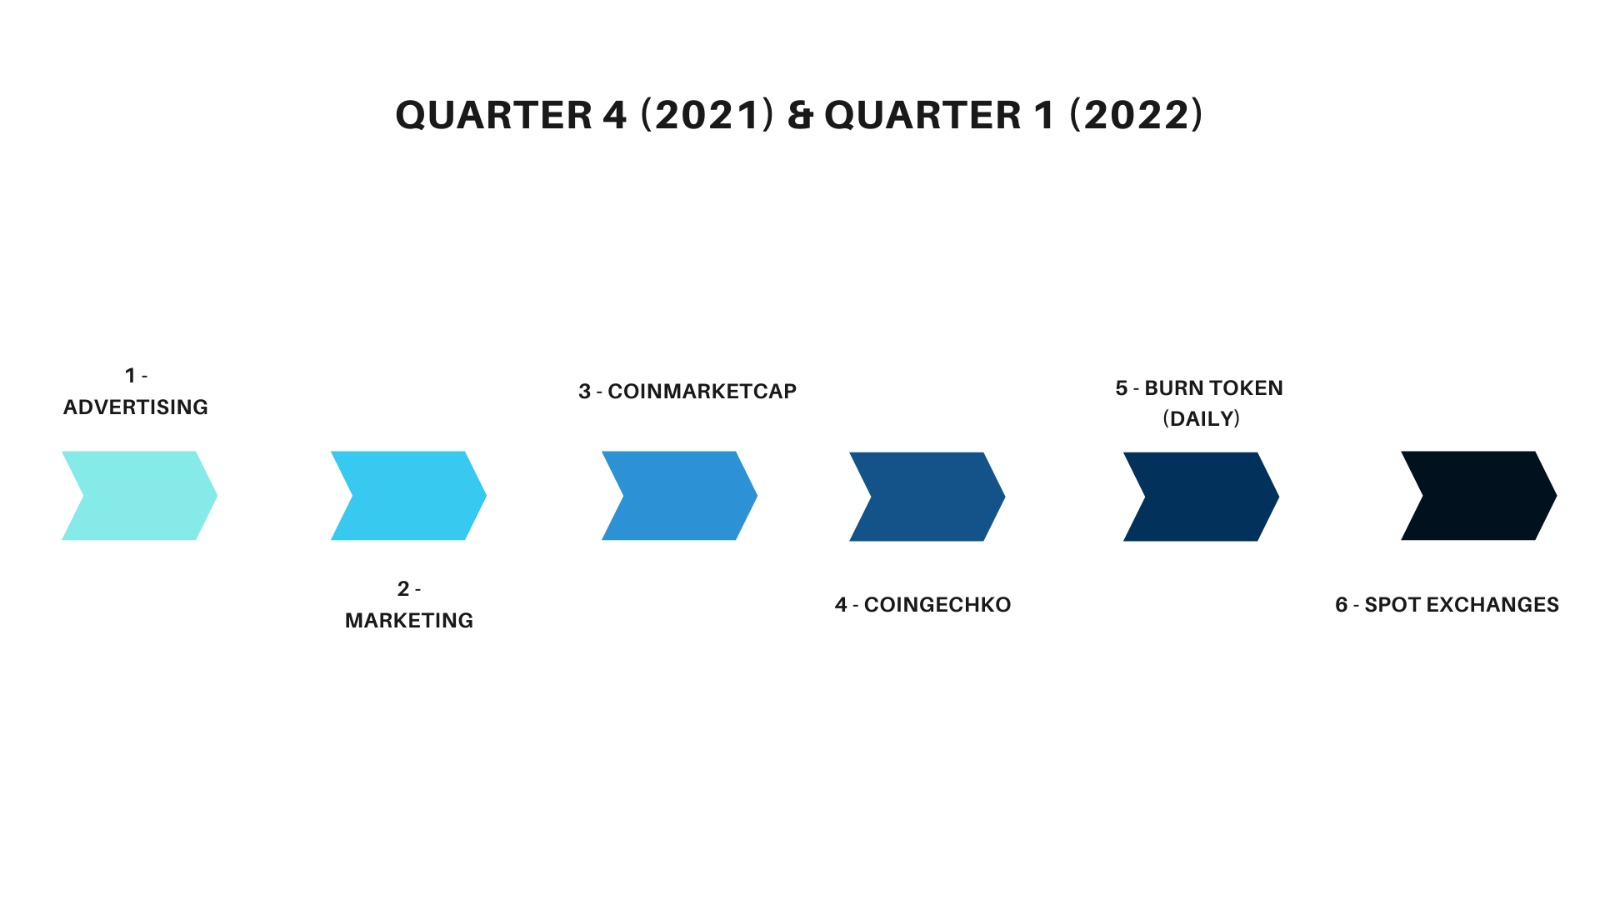 QUARTER 4 (2021) & QUARTER 1 (2022)
1 -
ADVERTISING
2 -
MARKETING
3 - COINMARKETCAP
4 - COINGECHKO
5 - BURN TOKEN
(DAILY)
6 - SPOT EXCHANGES